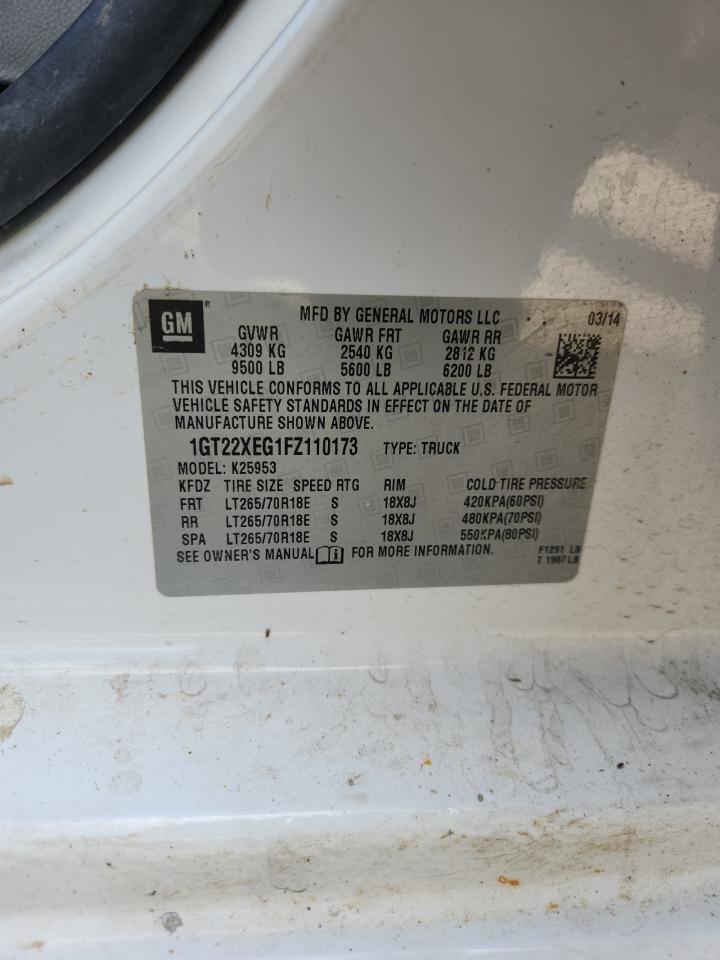 GM ®
MFD BY GENERAL MOTORS LLC 03/14
GVWR GAWR FRT GAWR RR
4309 KG 2540 KG 2812 KG
9500 LB 5600 LB 6200 LB
THIS VEHICLE CONFORMS TO ALL APPLICABLE U.S. FEDERAL MOTOR
VEHICLE SAFETY STANDARDS IN EFFECT ON THE DATE OF
MANUFACTURE SHOWN ABOVE.
1GT22XEG1FZ110173 TYPE: TRUCK
MODEL: K25953
KFDZ TIRE SIZE SPEED RTG RIM COLD TIRE PRESSURE
FRT LT265/70R18E S 18X8J 420KPA(60PSI)
RR LT265/70R18E S 18X8J 480KPA(70PSI)
SPA LT265/70R18E S 18X8J 550KPA(80PSI)
SEE OWNER'S MANUAL FOR MORE INFORMATION.
F1291 LB
T 1907 LB